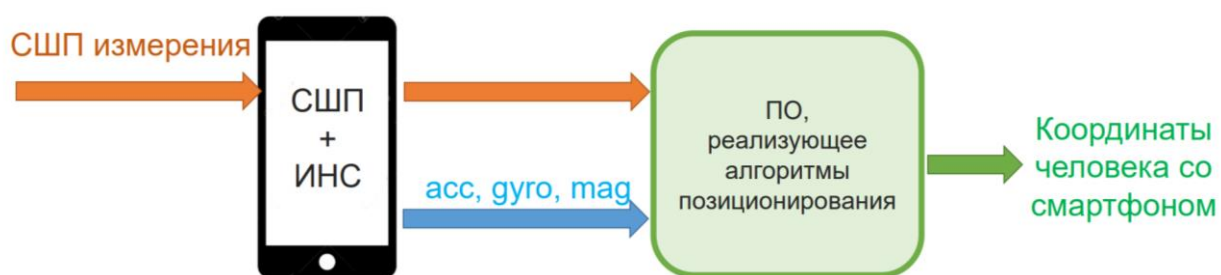 СШП измерения
СШП
+
ИНС
acc, gyro, mag
ПО,
реализующее
алгоритмы
позиционирования
Координаты
человека со
смартфоном